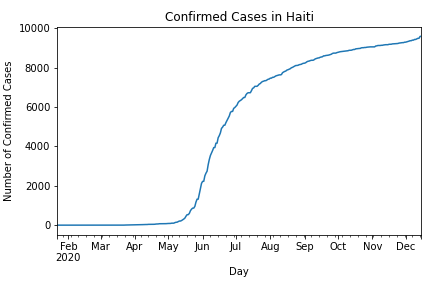 Confirmed Cases in Haiti
Number of Confirmed Cases
10000
8000
6000
4000
2000
0
Feb Mar Apr May Jun Jul Aug Sep Oct Nov Dec
2020
Day